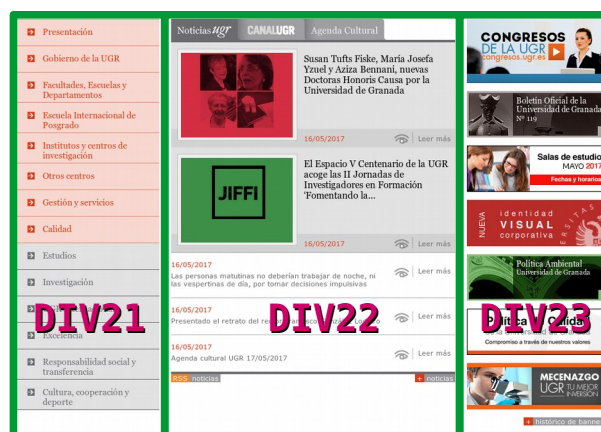 Presentación
Gobierno de la UGR
Facultades, Escuelas y
Departamentos
Escuela Internacional de
Posgrado
Institutos y centros de
investigación
Otros centros
Gestión y servicios
Calidad
Estudios
Investigación
Excelencia
Responsabilidad social y
transferencia
Cultura, cooperación y
deporte
DIV21
Noticias ugr CANALUGR Agenda Cultural
Susan Tufts Fiske, María Josefa
Yzuel y Aziza Bennani, nuevas
Doctoras Honoris Causa por la
Universidad de Granada
16/05/2017 Leer más
JIFFI
El Espacio V Centenario de la UGR
acoge las II Jornadas de
Investigadores en Formación
'Fomentando la...
16/05/2017 Leer más
16/05/2017
Las personas matutinas no deberían trabajar de noche, ni
las vespertinas de día, por tomar decisiones impulsivas
Leer más
16/05/2017
Presentado el retrato del
Leer más
16/05/2017
Agenda cultural UGR 17/05/2017
Leer más
RSS noticias + noticias
DIV22
CONGRESOS
DE LA UGR
congresos.ugr.es
Boletín Oficial de la
Universidad de Granada
Nº 119
Salas de estudio
MAYO 2017
Fechas y horarios
NUEVA
identidad
VISUAL
corporativa
Política Ambiental
Universidad de Granada
Política de Calidad
Compromiso a través de nuestros valores
MECENAZGO
UGR TU MEJOR
INVERSIÓN
+ histórico de banne
DIV23